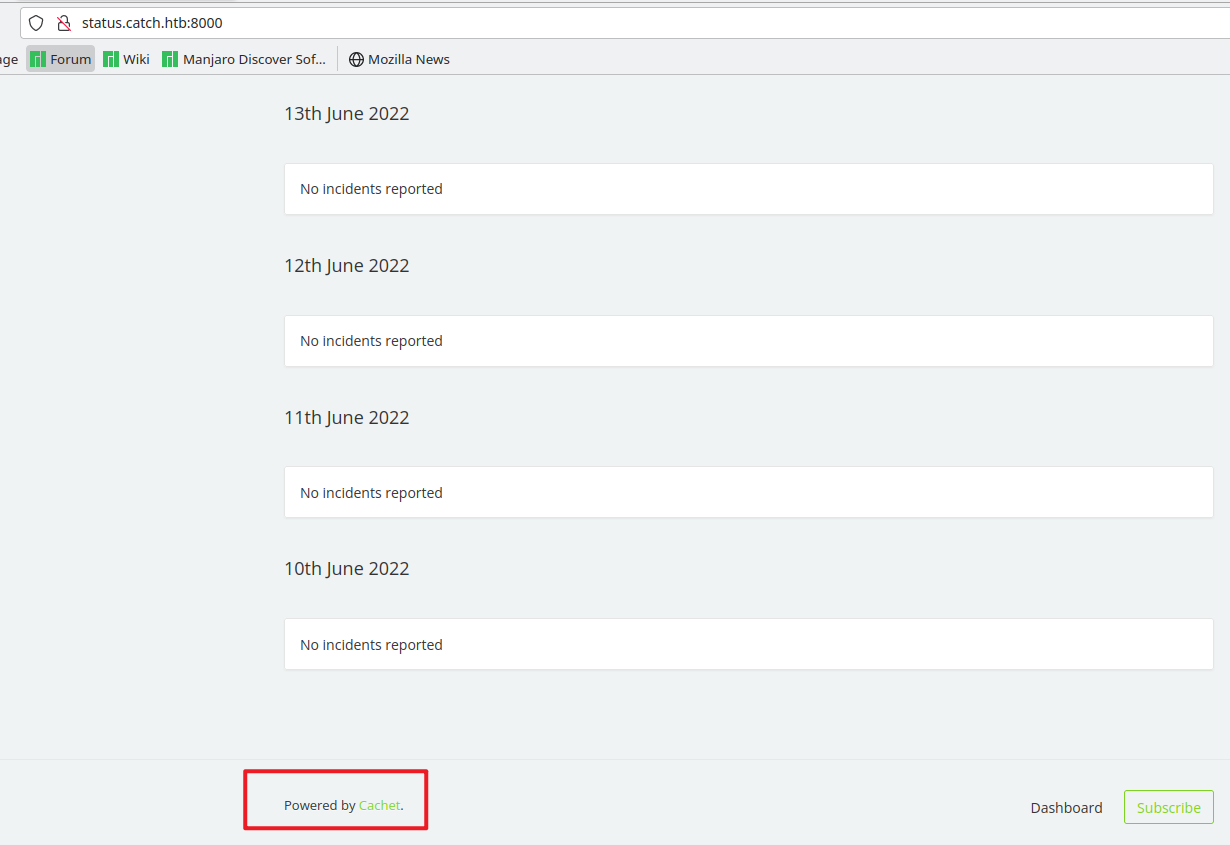 status.catch.htb:8000
age Forum Wiki Manjaro Discover Sof... Mozilla News
13th June 2022
No incidents reported
12th June 2022
No incidents reported
11th June 2022
No incidents reported
10th June 2022
No incidents reported
Powered by Cachet.
Dashboard Subscribe